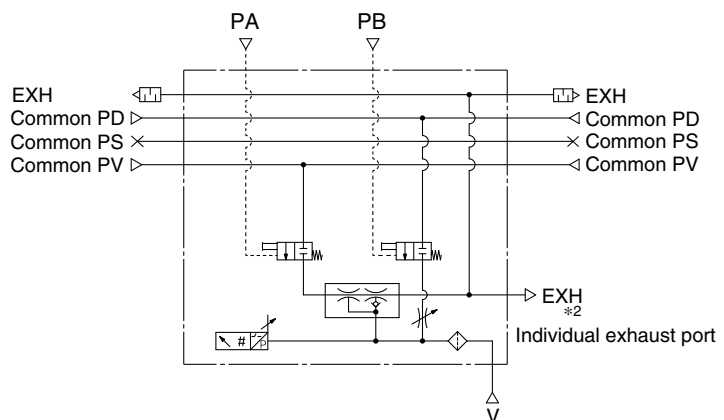 PA PB
EXH EXH
Common PD Common PD
Common PS Common PS
Common PV Common PV
EXH
*2
Individual exhaust port
# P
V